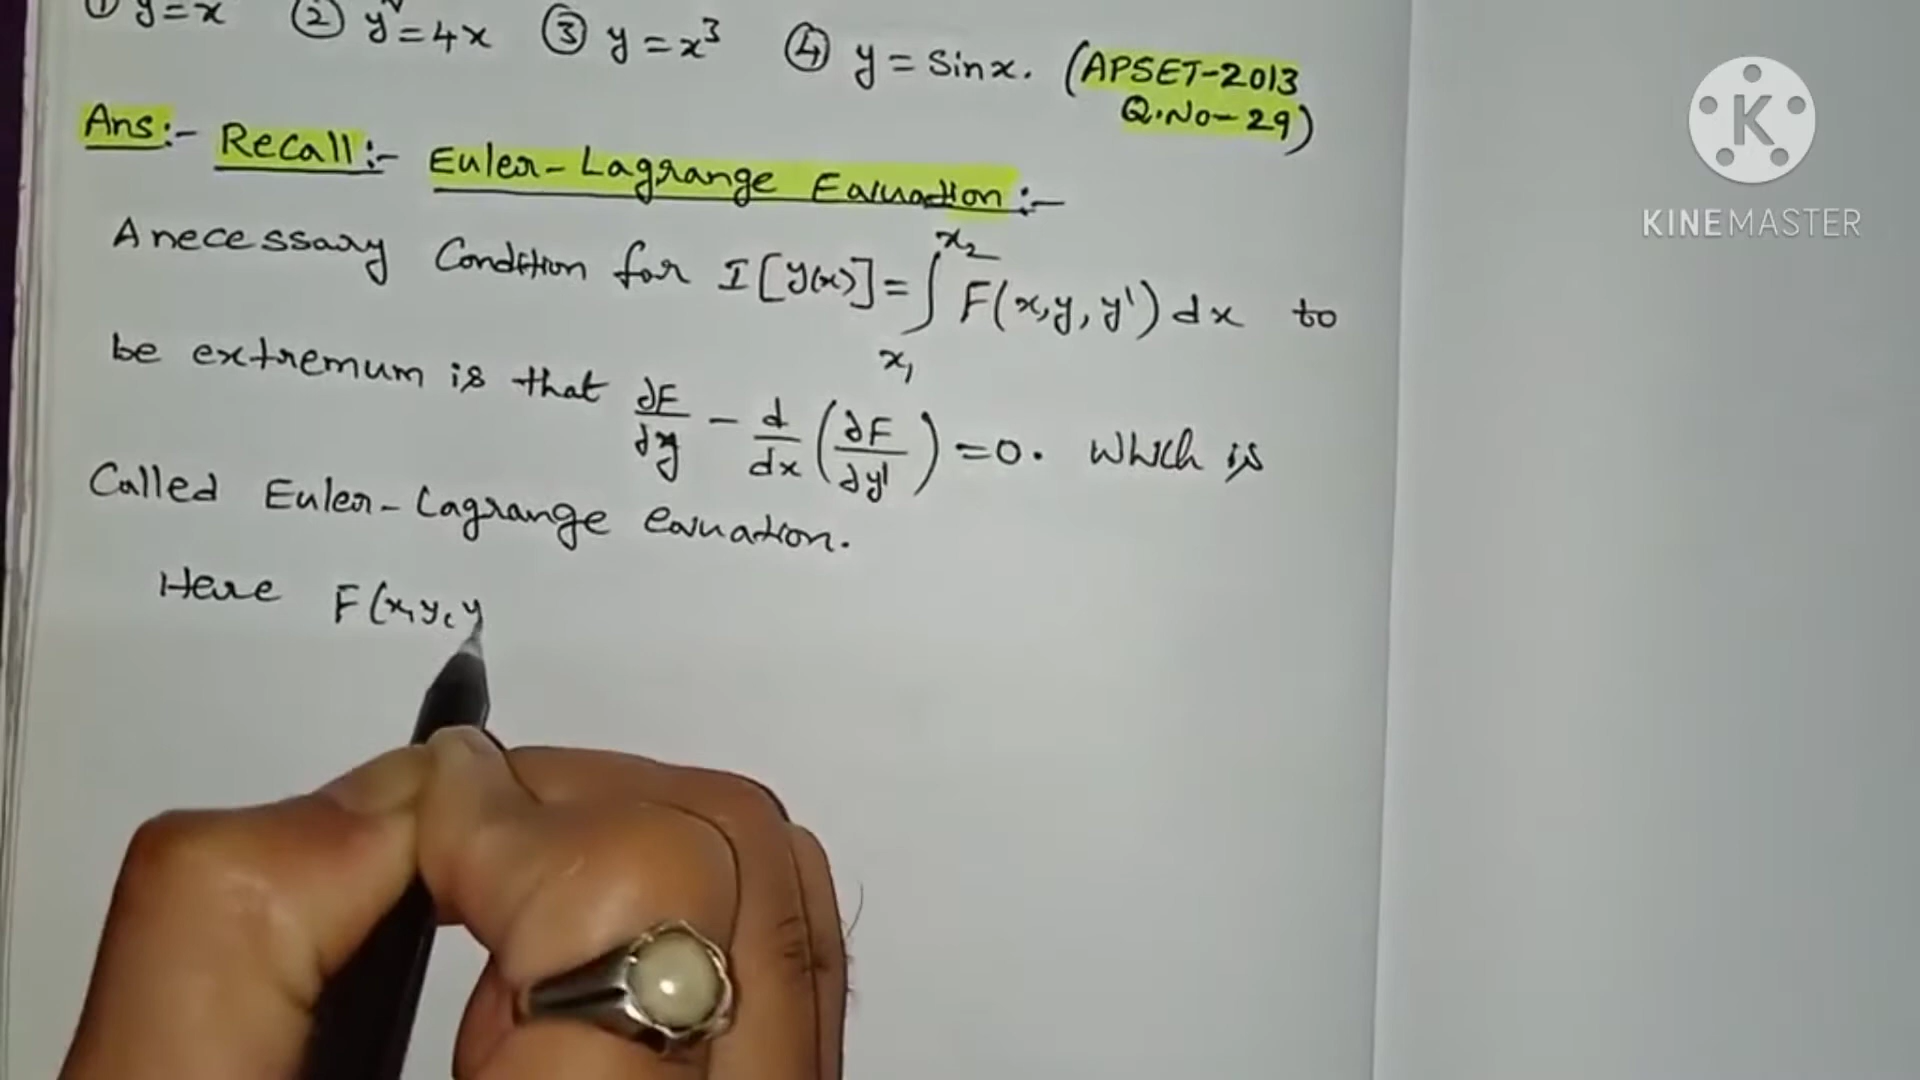 ① y = x ② y² = 4x ③ y = x³ ④ y = Sinx. (APSET-2013
Q.No-29)
Ans:- Recall:- Euler-Lagrange Equation:-
A necessary Condition for I[y(x)] = ∫_{x₁}^{x₂} F(x, y, y') dx to
be extremum is that ∂F/∂y - d/dx (∂F/∂y') = 0. Which is
Called Euler-Lagrange equation.
Here F(x, y, y
K
KINEMASTER